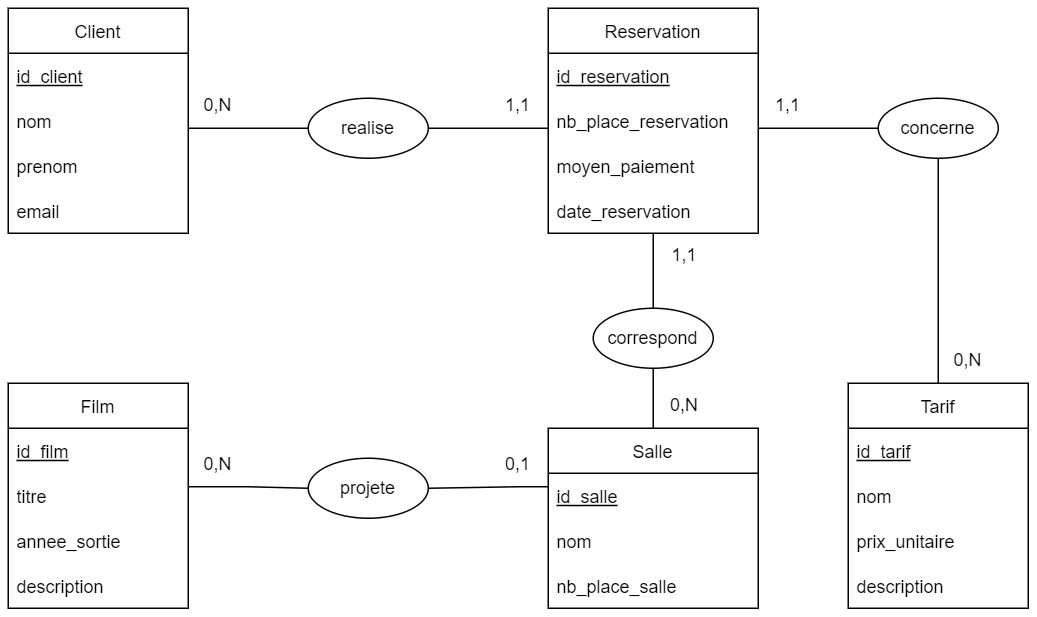 Client
id_client
nom
prenom
email
0,N
realise
1,1
Reservation
id_reservation
nb_place_reservation
moyen_paiement
date_reservation
1,1
concerne
0,N
1,1
correspond
0,N
Film
id_film
titre
annee_sortie
description
0,N
projete
0,1
Salle
id_salle
nom
nb_place_salle
Tarif
id_tarif
nom
prix_unitaire
description